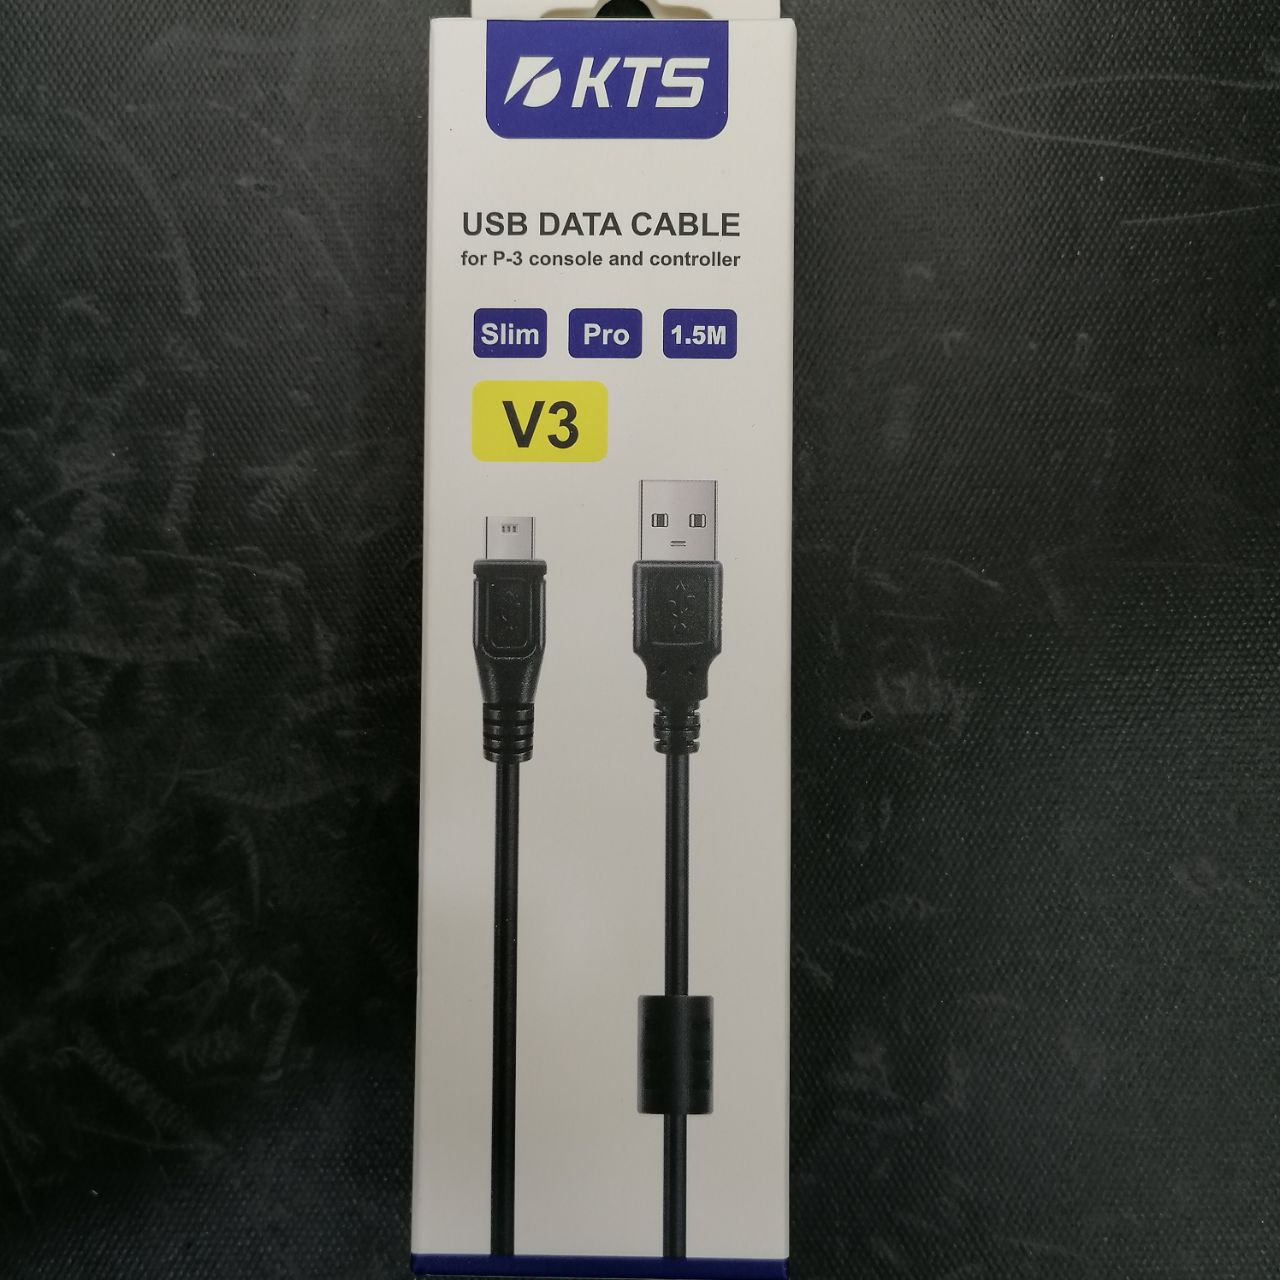 KTS
USB DATA CABLE
for P-3 console and controller
Slim Pro 1.5M
V3